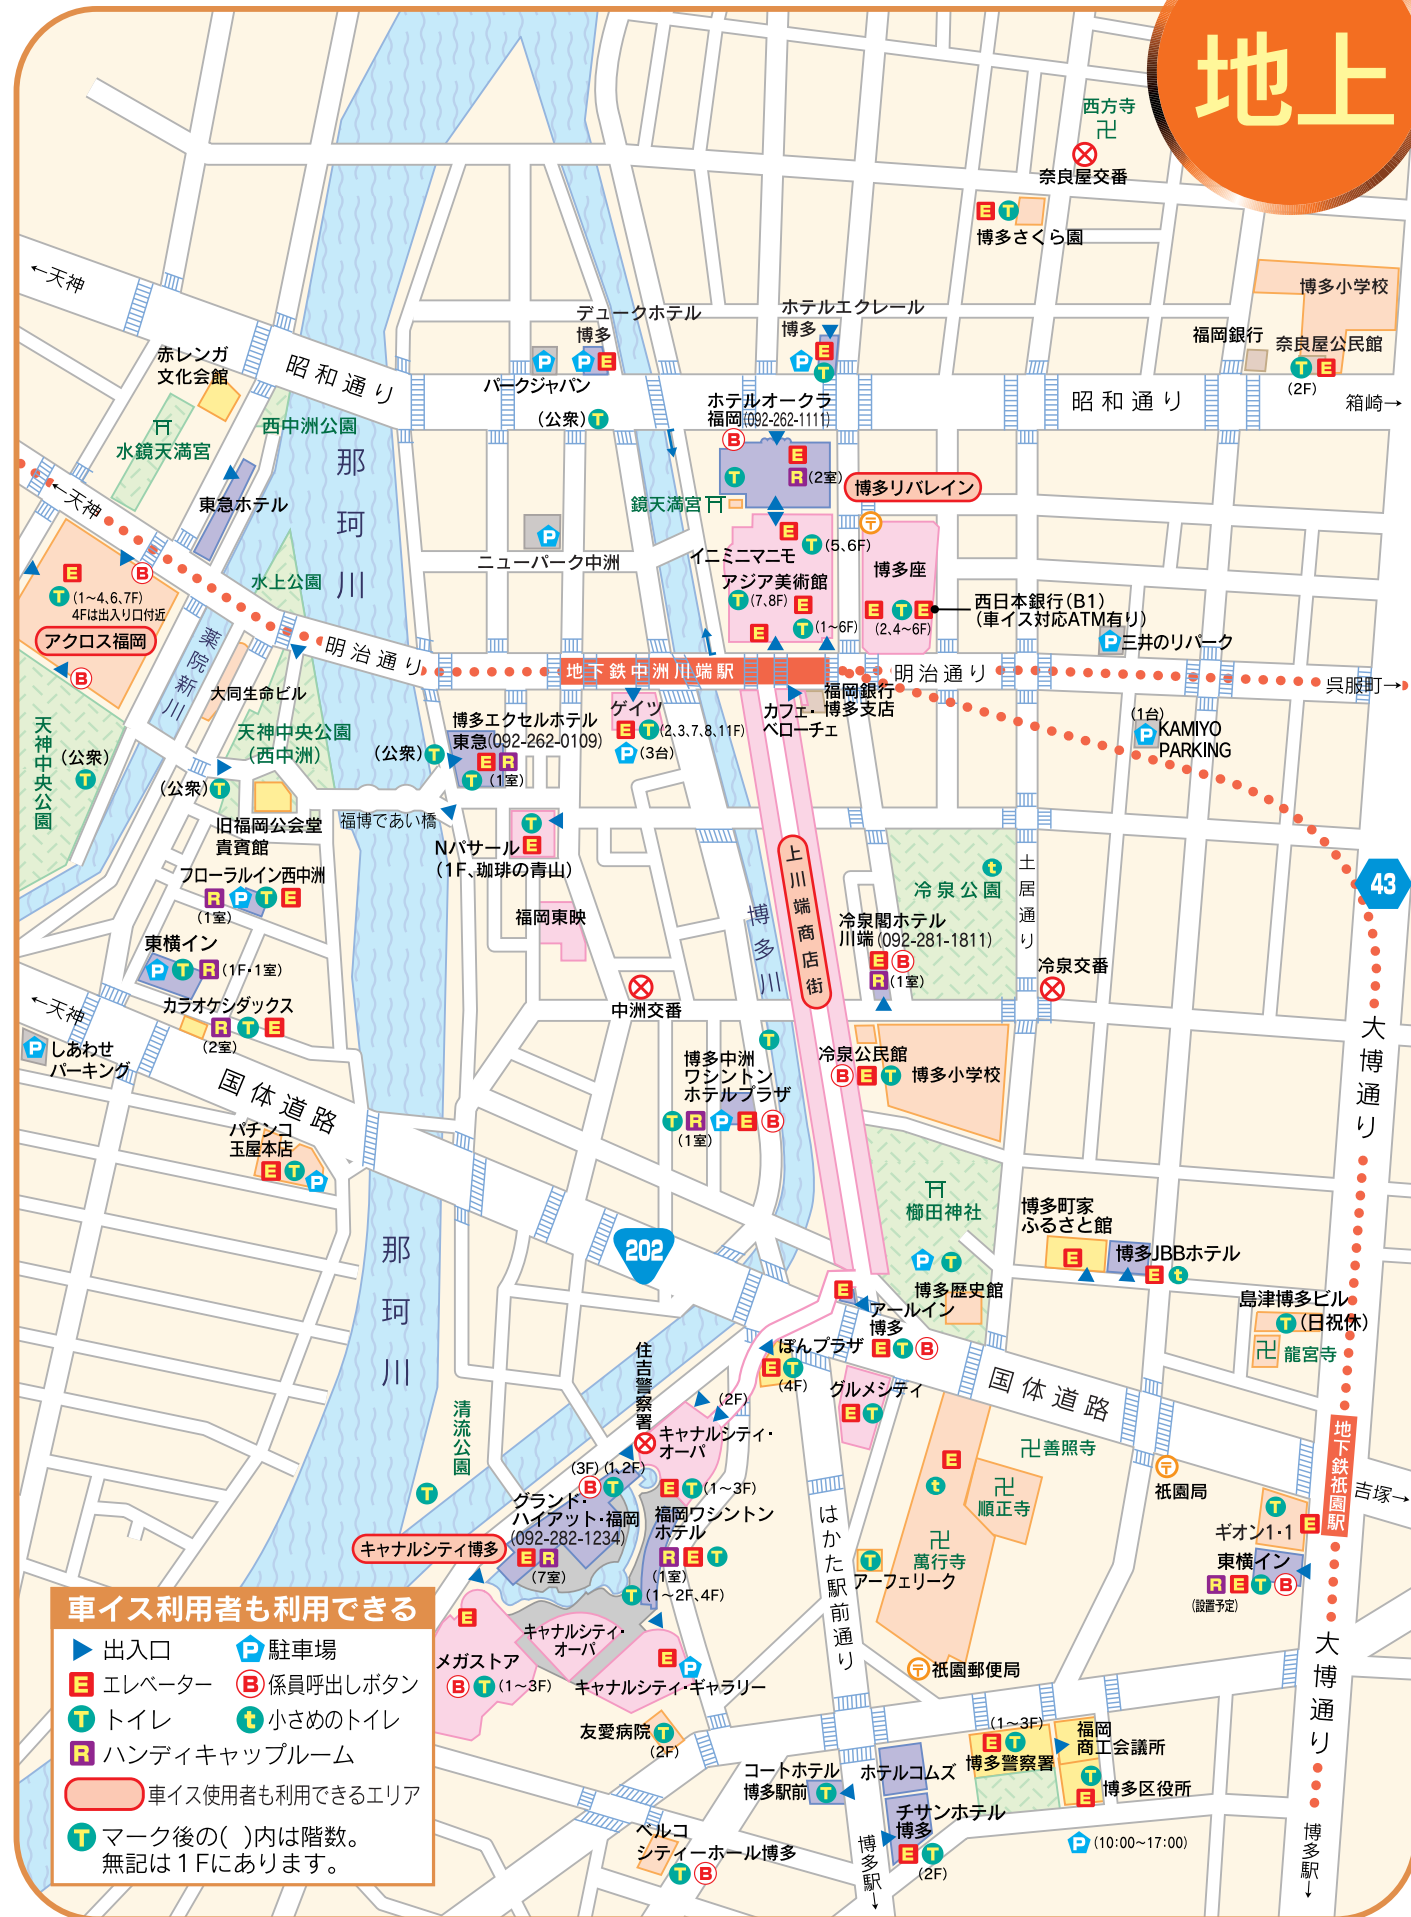 地上
西方寺
奈良屋交番
E T
博多さくら園
博多小学校
←天神
デュークホテル
博多
P P E
パークジャパン
ホテルエクレール
博多
P E
T
福岡銀行
奈良屋公民館
T E
(2F)
赤レンガ
文化会館
昭和通り
昭和通り
箱崎→
(公衆) T
ホテルオークラ
福岡(092-262-1111)
B
E
T R (2室)
西中洲公園
水鏡天満宮
那珂川
←天神
東急ホテル
鏡天満宮
博多リバレイン
P
ニューパーク中洲
E
T (5、6F)
イニミニマニモ
アジア美術館
T (7、8F) E
E T (1~6F)
博多座
E T E
(2、4~6F)
西日本銀行(B1)
(車イス対応ATM有り)
P 三井のリパーク
水上公園
B
E
T (1~4、6、7F)
4Fは出入り口付近
アクロス福岡
B
薬院新川
明治通り
地下鉄中洲川端駅
明治通り
呉服町→
大同生命ビル
天神中央公園
(西中洲)
天神中央公園
(公衆)
T
(公衆) T
博多エクセルホテル
東急(092-262-0109)
E R
T (1室)
(公衆) T
ゲイツ
E T (2、3、7、8、11F)
P (3台)
カフェ・
ベローチェ
福岡銀行
博多支店
(1台)
P KAMIYO
PARKING
旧福岡公会堂
貴賓館
福博であい橋
T
Nパサール E
(1F、珈琲の青山)
フローラルイン西中洲
R P T E
(1室)
福岡東映
上川端商店街
博多川
t
冷泉公園
土居通り
43
東横イン
P T R (1F・1室)
冷泉閣ホテル
川端(092-281-1811)
E B
R (1室)
冷泉交番
←天神
カラオケシダックス
R T E
(2室)
中洲交番
P しあわせ
パーキング
国体道路
T
博多中洲
ワシントン
ホテルプラザ
T R P E B
(1室)
冷泉公民館
B E T
博多小学校
大博通り
パチンコ
玉屋本店
E T P
櫛田神社
P T
博多町家
ふるさと館
E
博多JBBホテル
E t
202
那珂川
博多歴史館
E
アールイン
博多
E T B
島津博多ビル
T (日祝休)
龍宮寺
ぽんプラザ
E T
(4F)
グルメシティ
E T
国体道路
住吉警察署
(2F)
キャナルシティ・
オーパ
E T (1~3F)
清流公園
T
(3F) (1、2F)
B T
グランド・
ハイアット・福岡
(092-282-1234)
E R
(7室)
キャナルシティ博多
福岡ワシントン
ホテル
R E T
(1室)
T (1~2F、4F)
善照寺
E
t
順正寺
萬行寺
祇園局
地下鉄祇園駅
吉塚→
T
ギオン1・1
E
東横イン
R E T B
(設置予定)
はかた駅前通り
T
アーフェリーク
E
キャナルシティ・
オーパ
メガストア
B T (1~3F)
E P
キャナルシティ・ギャラリー
祇園郵便局
大博通り
友愛病院 T
(2F)
(1~3F)
E T
博多警察署
福岡
商工会議所
T
E 博多区役所
コートホテル
博多駅前 T
ホテルコムズ
チサンホテル
博多
E T
(2F)
ベルコ
シティーホール博多
T B
P (10:00~17:00)
博多駅→
博多駅→
車イス利用者も利用できる
出入口
P 駐車場
E エレベーター
B 係員呼出しボタン
T トイレ
t 小さめのトイレ
R ハンディキャップルーム
車イス使用者も利用できるエリア
T マーク後の( )内は階数。
無記は1Fにあります。